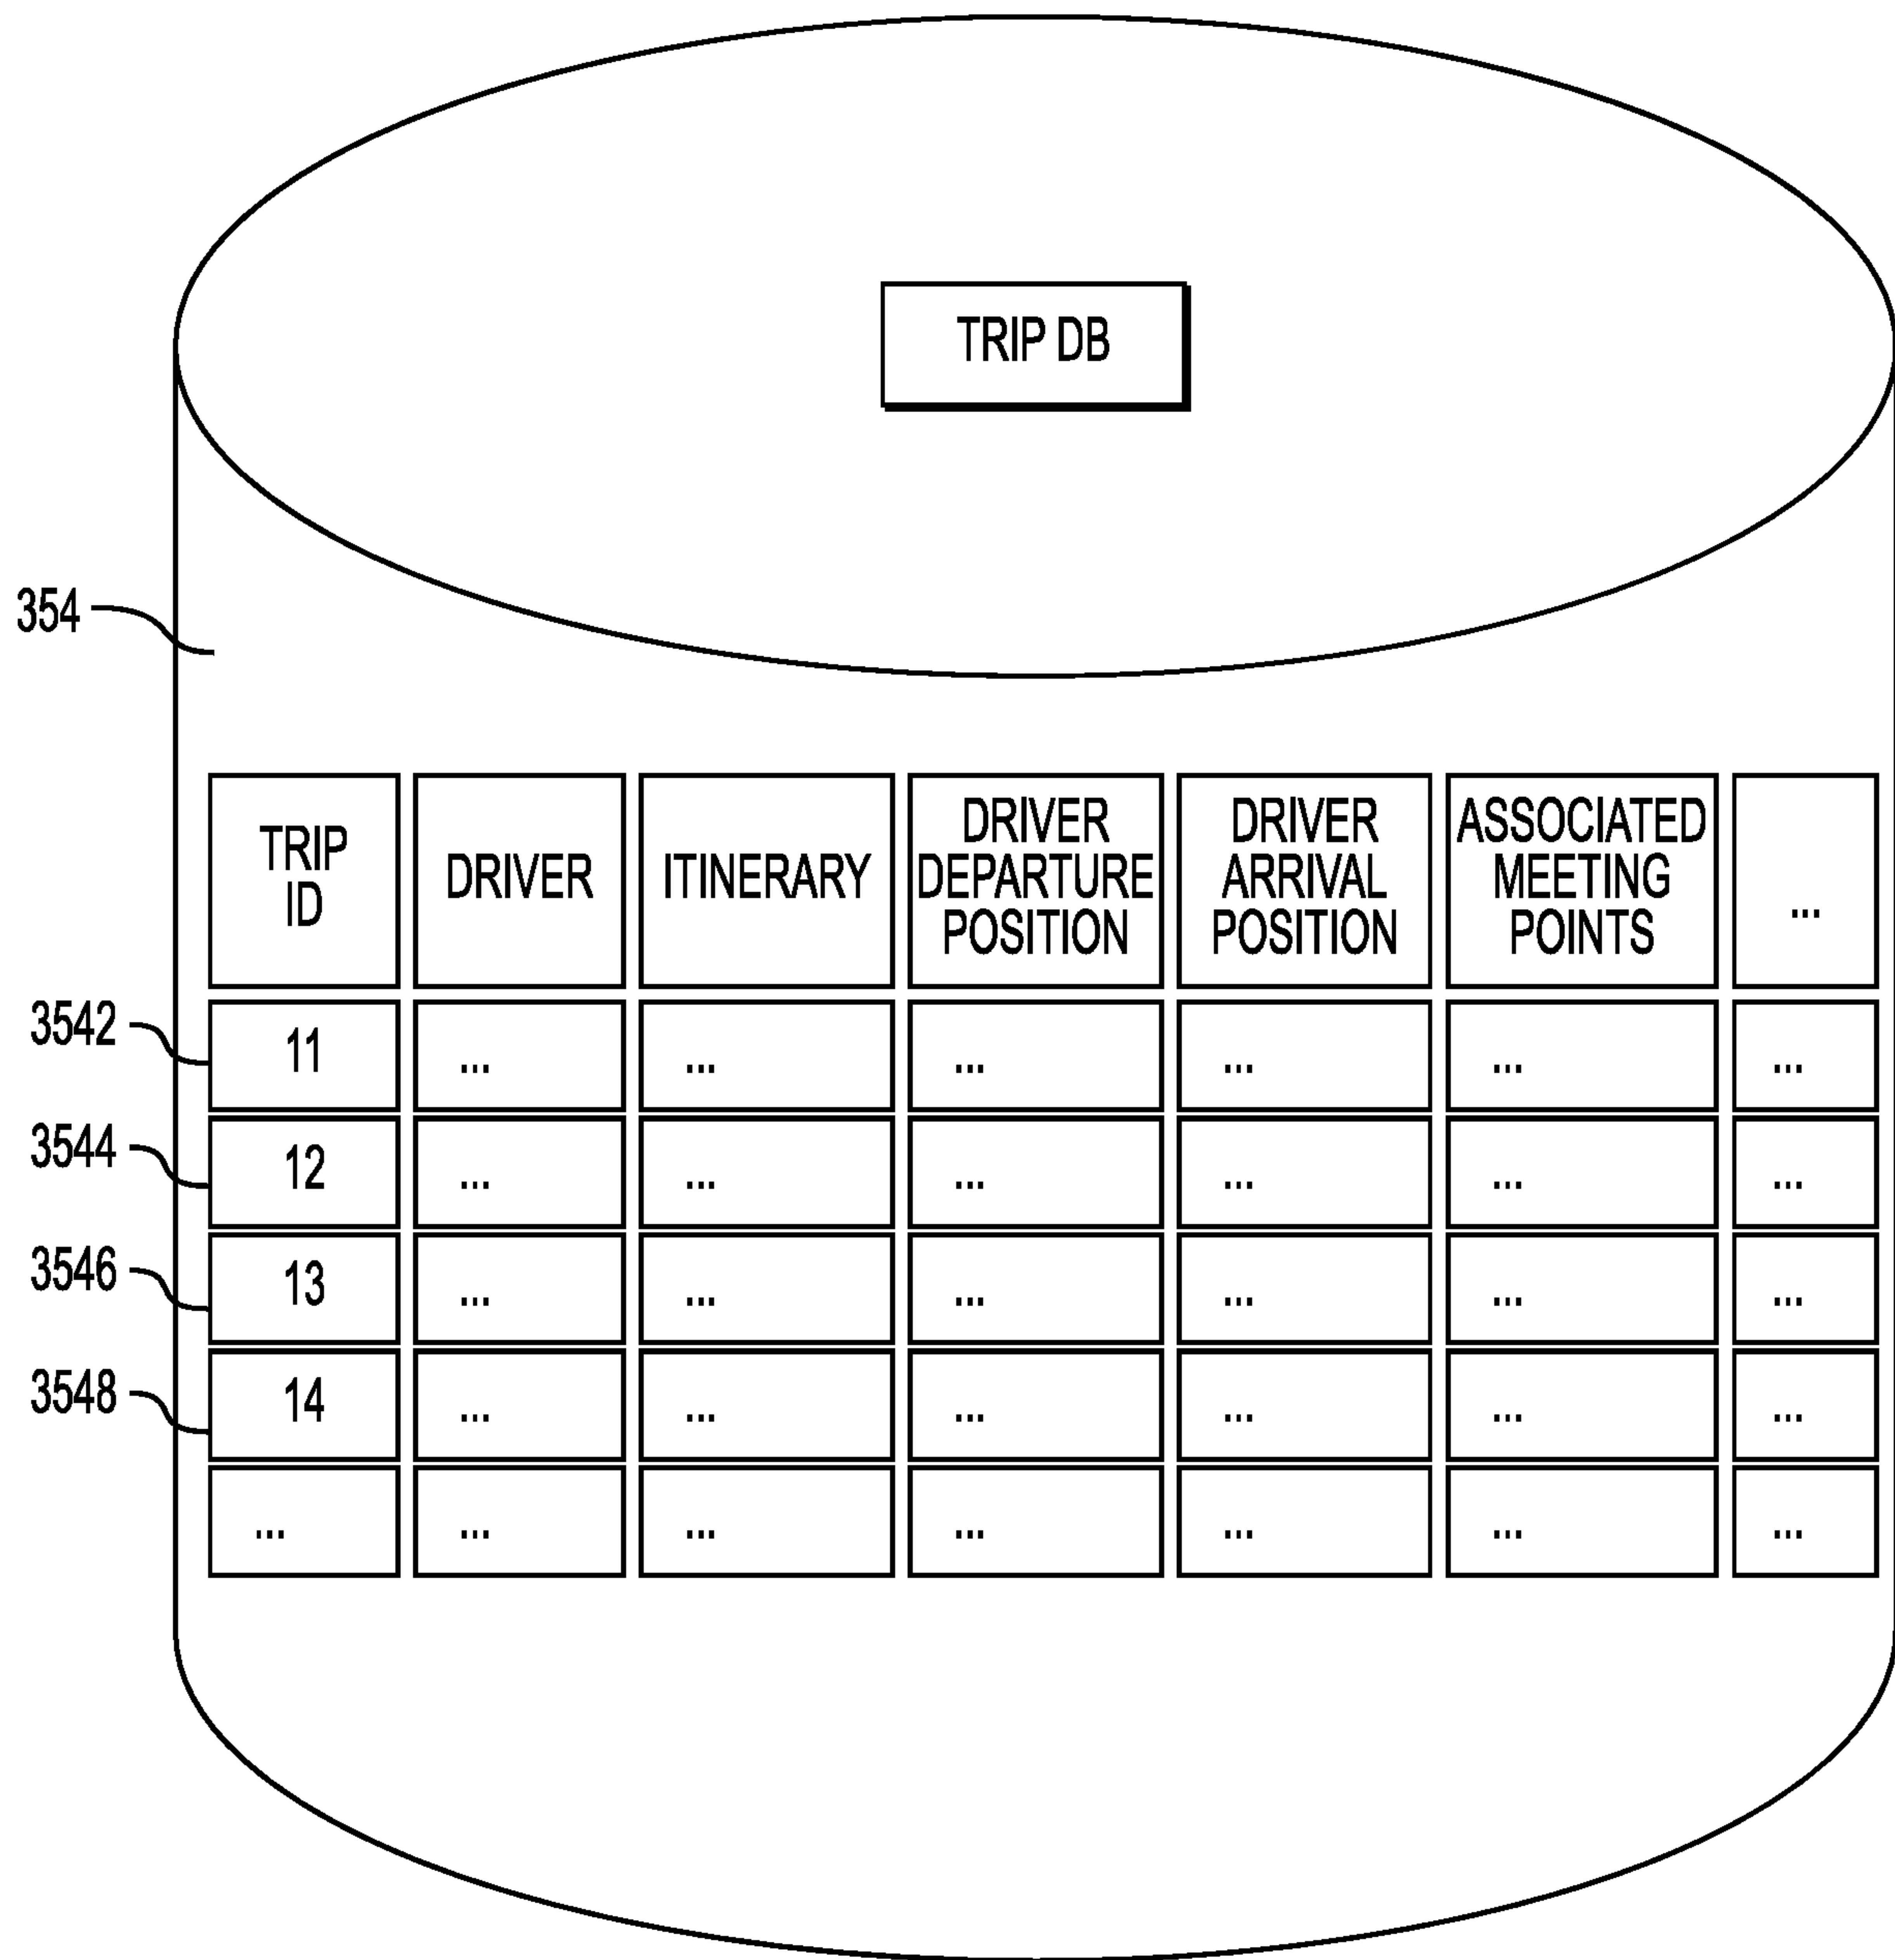 TRIP DB
354
TRIP
ID
DRIVER
ITINERARY
DRIVER
DEPARTURE
POSITION
DRIVER
ARRIVAL
POSITION
ASSOCIATED
MEETING
POINTS
...
3542
11 ... ... ... ... ... ...
3544
12 ... ... ... ... ... ...
3546
13 ... ... ... ... ... ...
3548
14 ... ... ... ... ... ...
... ... ... ... ... ... ...